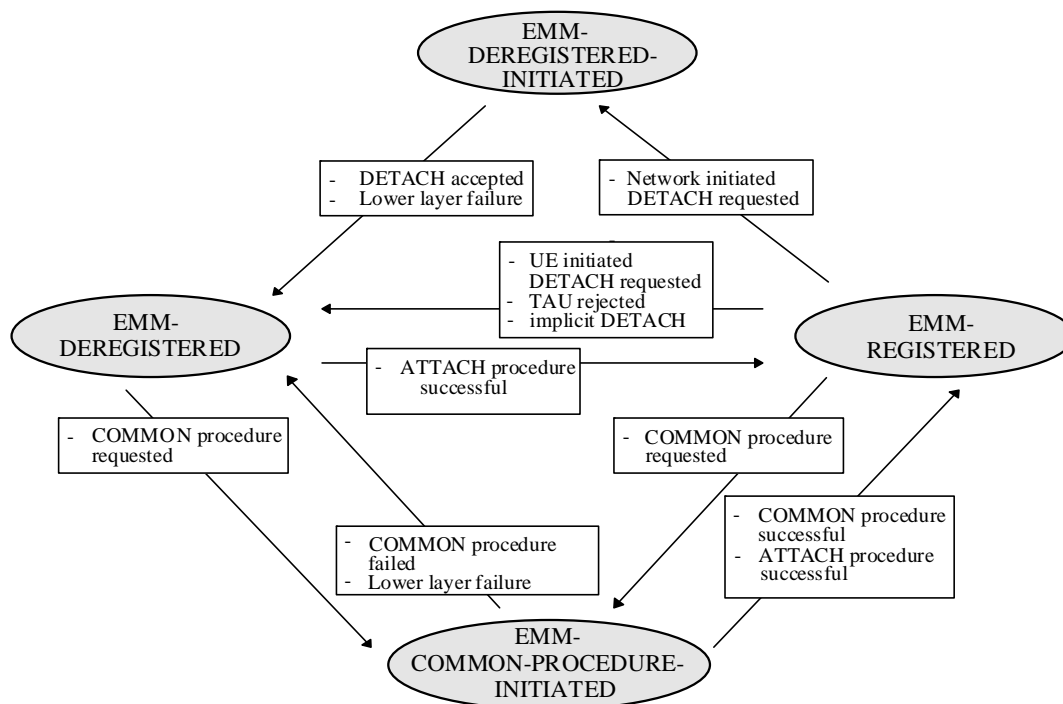 EMM-
DEREGISTERED-
INITIATED
- DETACH accepted
- Lower layer failure
- Network initiated
DETACH requested
- UE initiated
DETACH requested
- TAU rejected
- implicit DETACH
EMM-
DEREGISTERED
EMM-
REGISTERED
- ATTACH procedure
successful
- COMMON procedure
requested
- COMMON procedure
requested
- COMMON procedure
failed
- Lower layer failure
- COMMON procedure
successful
- ATTACH procedure
successful
EMM-
COMMON-PROCEDURE-
INITIATED